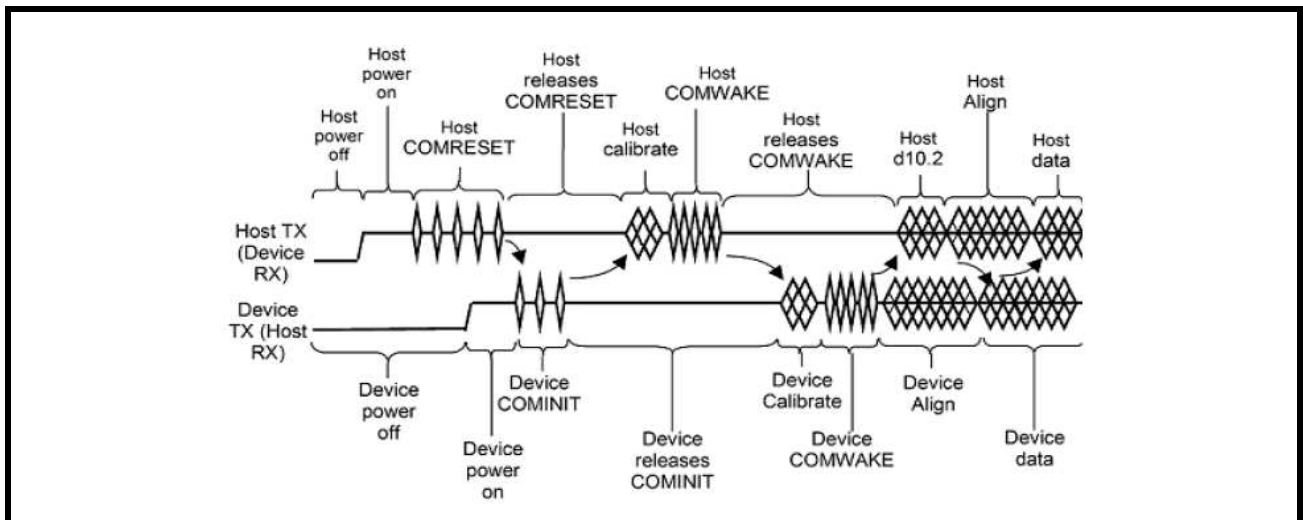 Host
power
off
Host
power
on
Host
COMRESET
Host
releases
COMRESET
Host
calibrate
Host
COMWAKE
Host
releases
COMWAKE
Host
d10.2
Host
Align
Host
data
Host TX
(Device
RX)
Device
TX (Host
RX)
Device
power
off
Device
power
on
Device
COMINIT
Device
releases
COMINIT
Device
Calibrate
Device
COMWAKE
Device
Align
Device
data